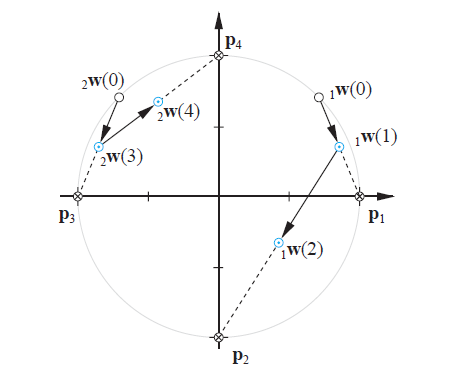 p₄
₂w(0)
₁w(0)
₂w(4)
₁w(1)
₂w(3)
p₃
p₁
₁w(2)
p₂